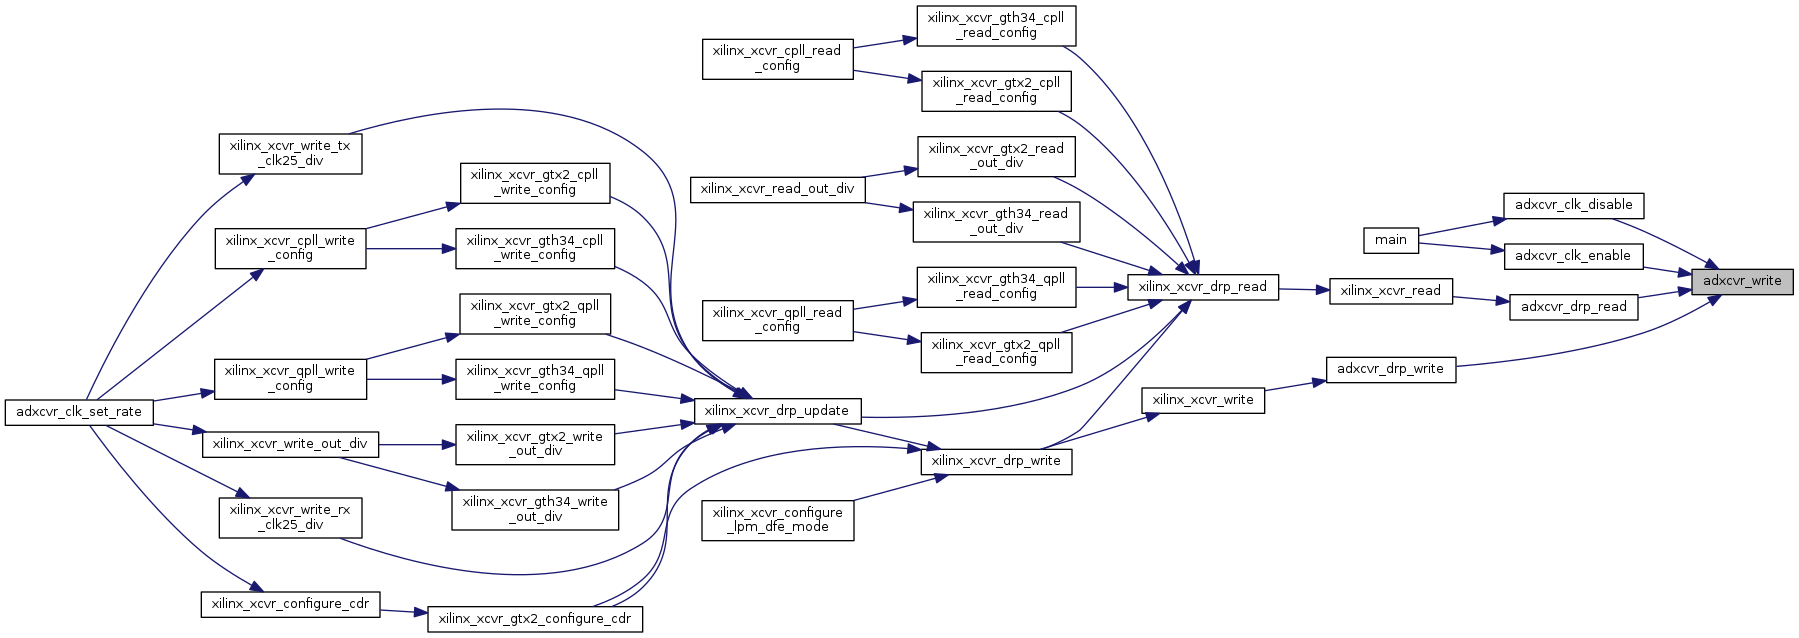 xilinx_xcvr_gth34_cpll
_read_config
xilinx_xcvr_cpll_read
_config
xilinx_xcvr_gtx2_cpll
_read_config
xilinx_xcvr_write_tx
_clk25_div
xilinx_xcvr_gtx2_read
_out_div
xilinx_xcvr_gtx2_cpll
_write_config
xilinx_xcvr_read_out_div
adxcvr_clk_disable
xilinx_xcvr_gth34_read
_out_div
xilinx_xcvr_cpll_write
_config
xilinx_xcvr_gth34_cpll
_write_config
main
adxcvr_clk_enable
xilinx_xcvr_gth34_qpll
_read_config
xilinx_xcvr_drp_read
xilinx_xcvr_read
adxcvr_write
adxcvr_drp_read
xilinx_xcvr_gtx2_qpll
_write_config
xilinx_xcvr_qpll_read
_config
xilinx_xcvr_gtx2_qpll
_read_config
xilinx_xcvr_qpll_write
_config
xilinx_xcvr_gth34_qpll
_write_config
adxcvr_drp_write
xilinx_xcvr_write
adxcvr_clk_set_rate
xilinx_xcvr_drp_update
xilinx_xcvr_write_out_div
xilinx_xcvr_gtx2_write
_out_div
xilinx_xcvr_drp_write
xilinx_xcvr_gth34_write
_out_div
xilinx_xcvr_write_rx
_clk25_div
xilinx_xcvr_configure
_lpm_dfe_mode
xilinx_xcvr_configure_cdr
xilinx_xcvr_gtx2_configure_cdr